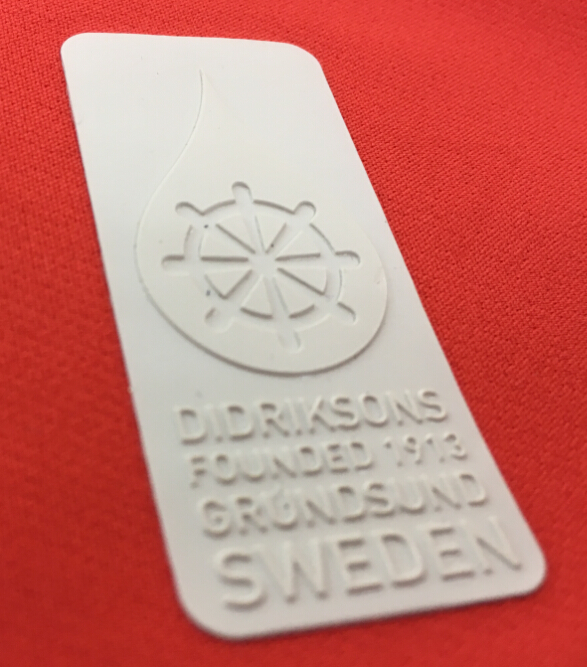 DIDRIKSONS
FOUNDED 1913
GRUNDSUND
SWEDEN